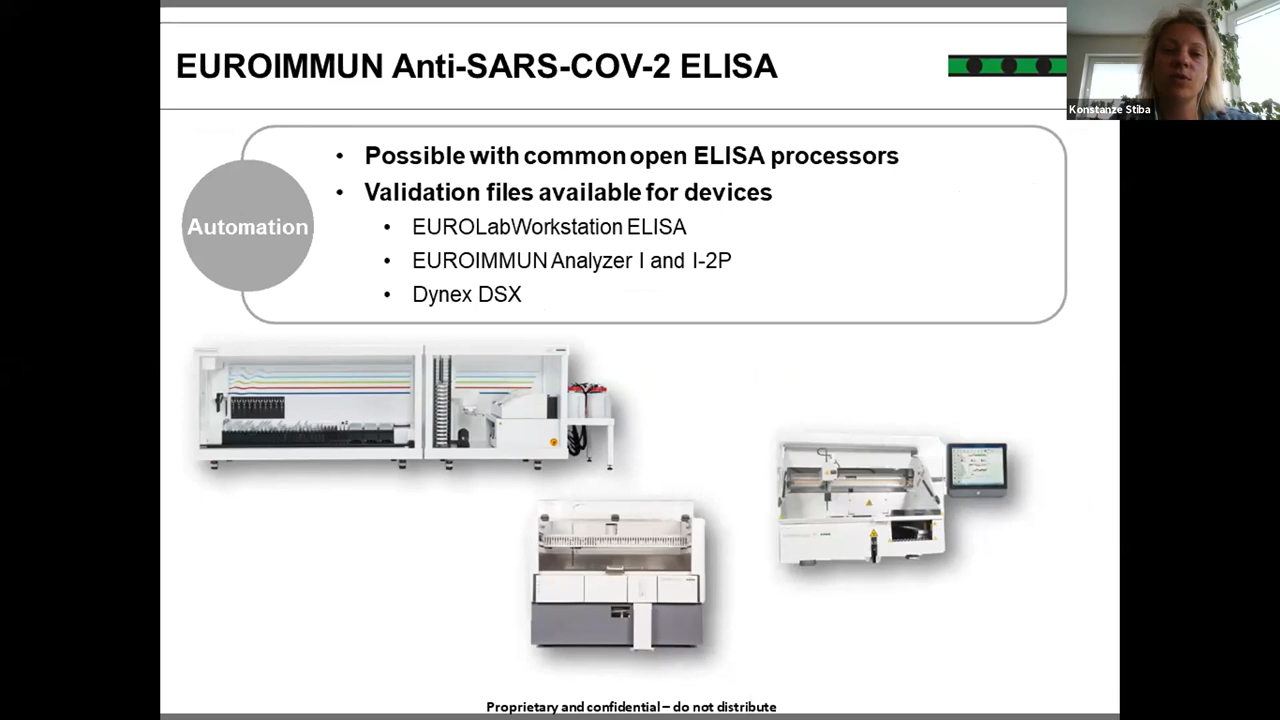 EUROIMMUN Anti-SARS-COV-2 ELISA
Konstanze Stiba
Automation
• Possible with common open ELISA processors
• Validation files available for devices
• EUROLabWorkstation ELISA
• EUROIMMUN Analyzer I and I-2P
• Dynex DSX
Proprietary and confidential – do not distribute